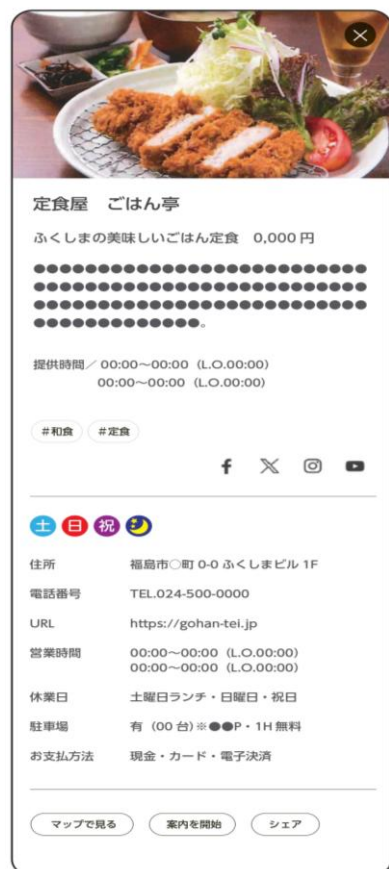 定食屋　ごはん亭
ふくしまの美味しいごはん定食　0,000円
●●●●●●●●●●●●●●●●●●●●●●●●●●
●●●●●●●●●●●●●●●●●●●●●●●●●●
●●●●●●●●●●●●●●●●●●●●●●●●●●
●●●●●●●●●●●●●。
提供時間／00:00～00:00（L.O.00:00）
00:00～00:00（L.O.00:00）
#和食　#定食
土 日 祝
住所　福島市○町 0-0 ふくしまビル 1F
電話番号　TEL.024-500-0000
URL　https://gohan-tei.jp
営業時間　00:00～00:00（L.O.00:00）
00:00～00:00（L.O.00:00）
休業日　土曜日ランチ・日曜日・祝日
駐車場　有（00台）※●●P・1H無料
お支払方法　現金・カード・電子決済
マップで見る　案内を開始　シェア